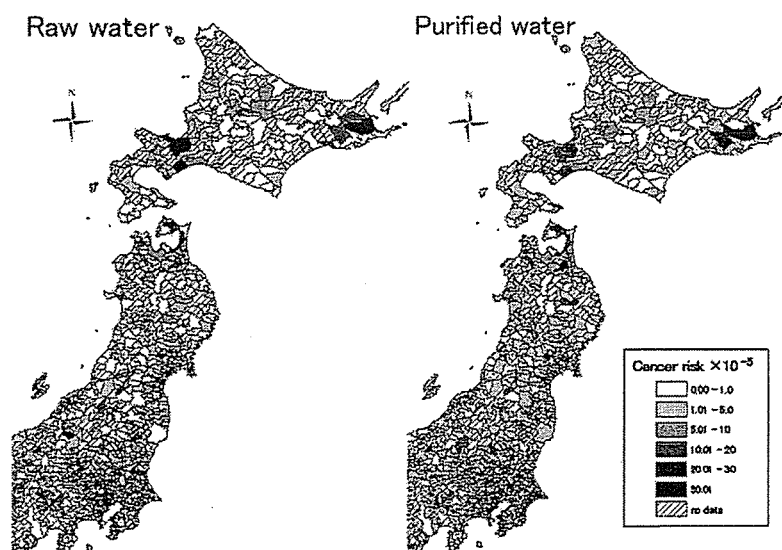 Raw water
Purified water
N
N
Cancer risk ×10⁻⁵
0.00－1.0
1.01－5.0
5.01－10
10.01－20
20.01－30
30.01
no data